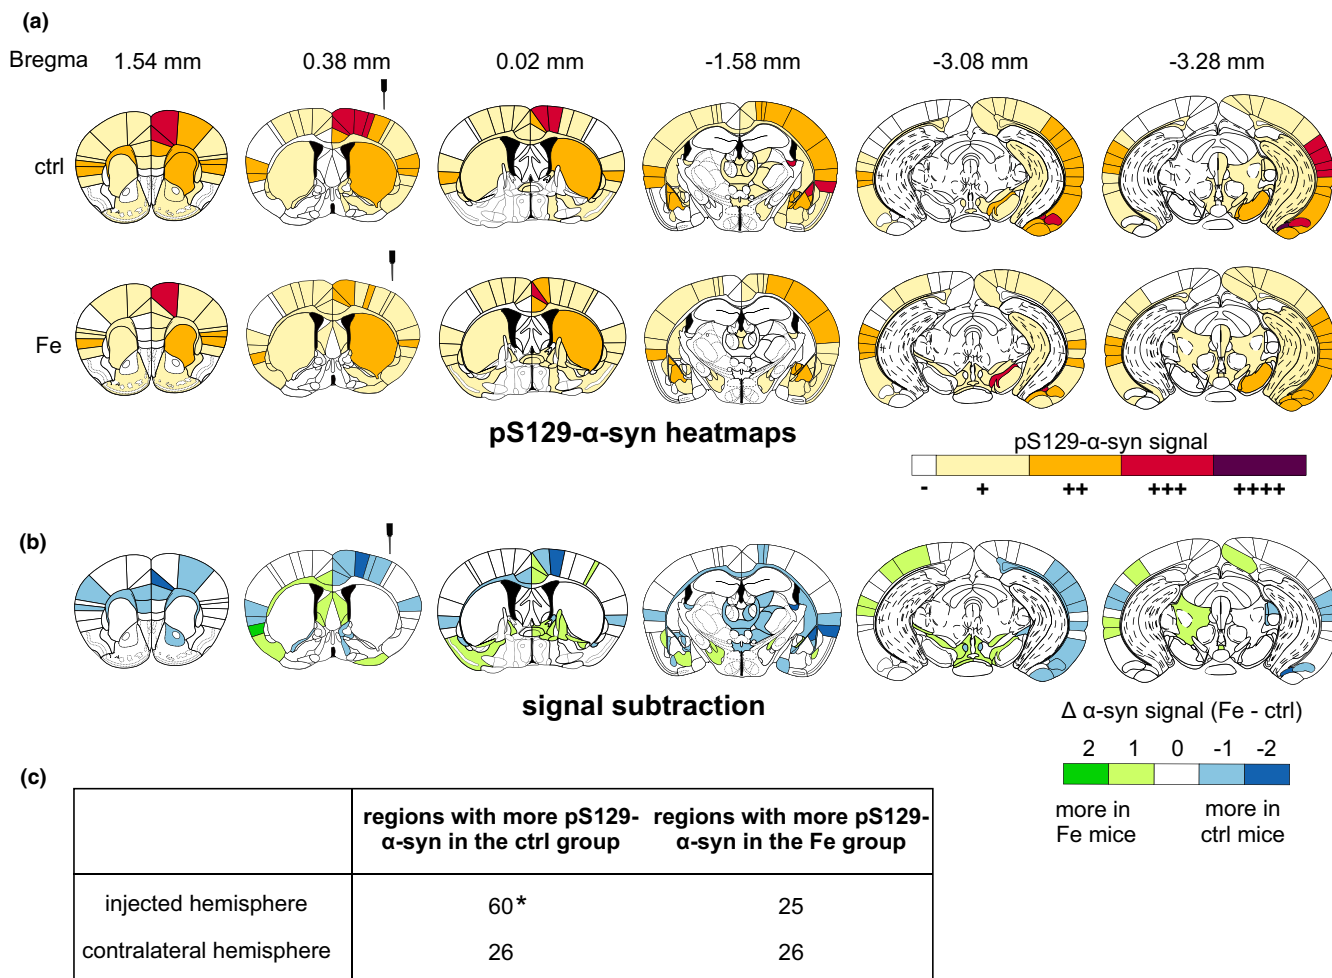 (a)
Bregma 1.54 mm 0.38 mm 0.02 mm -1.58 mm -3.08 mm -3.28 mm
ctrl
Fe
pS129-α-syn heatmaps
pS129-α-syn signal
- + ++ +++ ++++
(b)
signal subtraction
Δ α-syn signal (Fe - ctrl)
2 1 0 -1 -2
more in more in
Fe mice ctrl mice
(c)
regions with more pS129- regions with more pS129-
α-syn in the ctrl group α-syn in the Fe group
injected hemisphere 60* 25
contralateral hemisphere 26 26